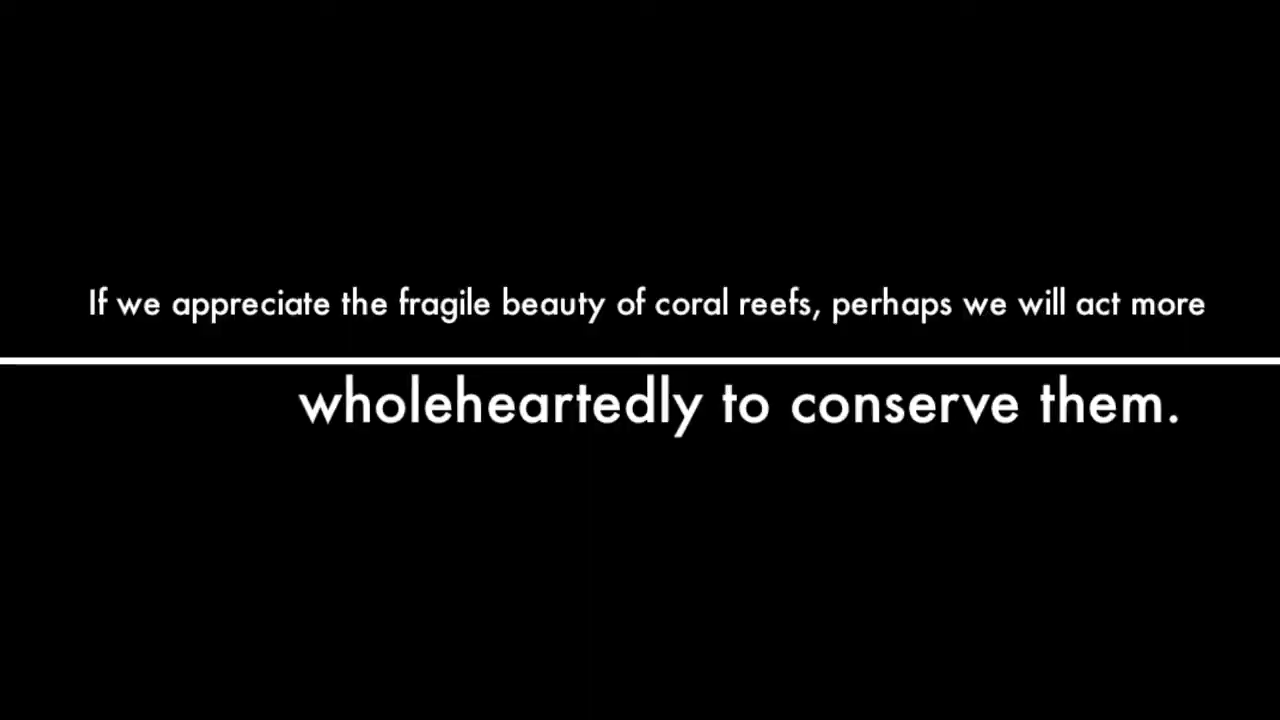 If we appreciate the fragile beauty of coral reefs, perhaps we will act more
wholeheartedly to conserve them.